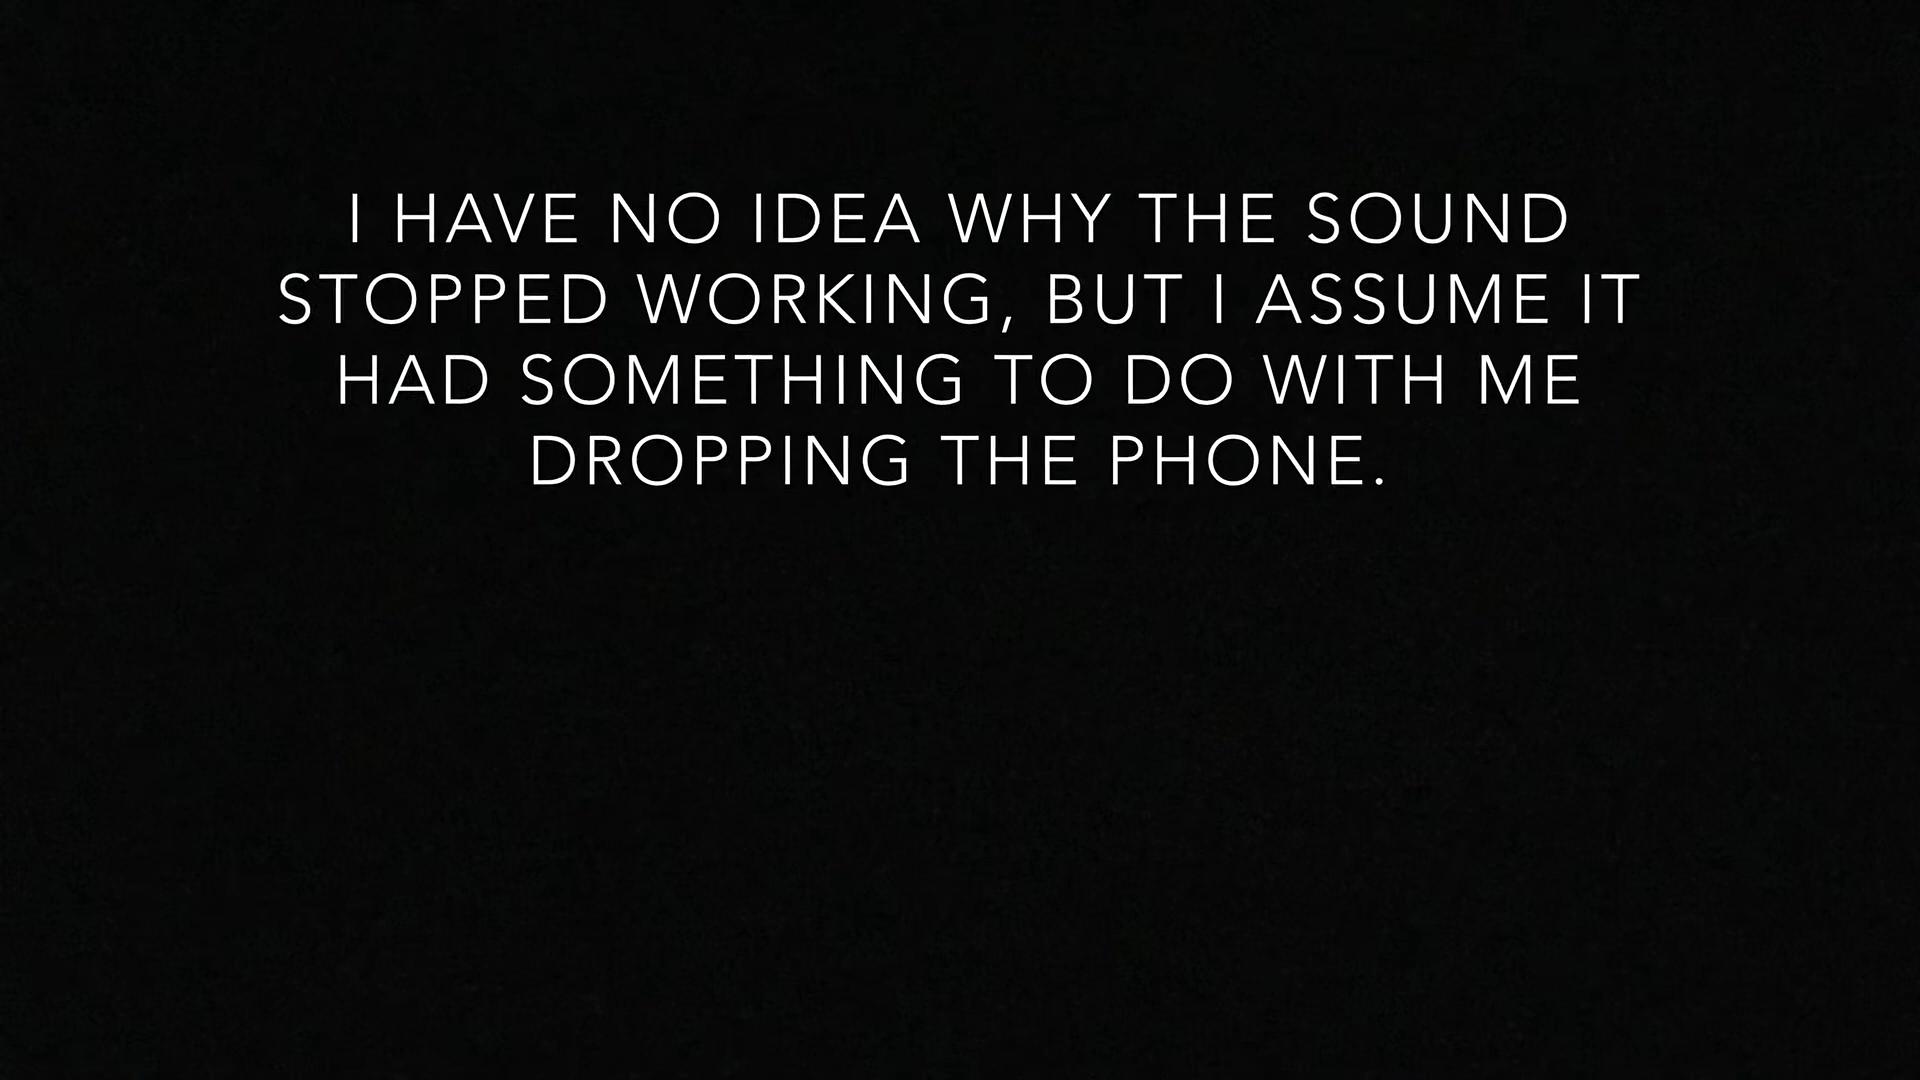 I HAVE NO IDEA WHY THE SOUND
STOPPED WORKING, BUT I ASSUME IT
HAD SOMETHING TO DO WITH ME
DROPPING THE PHONE.